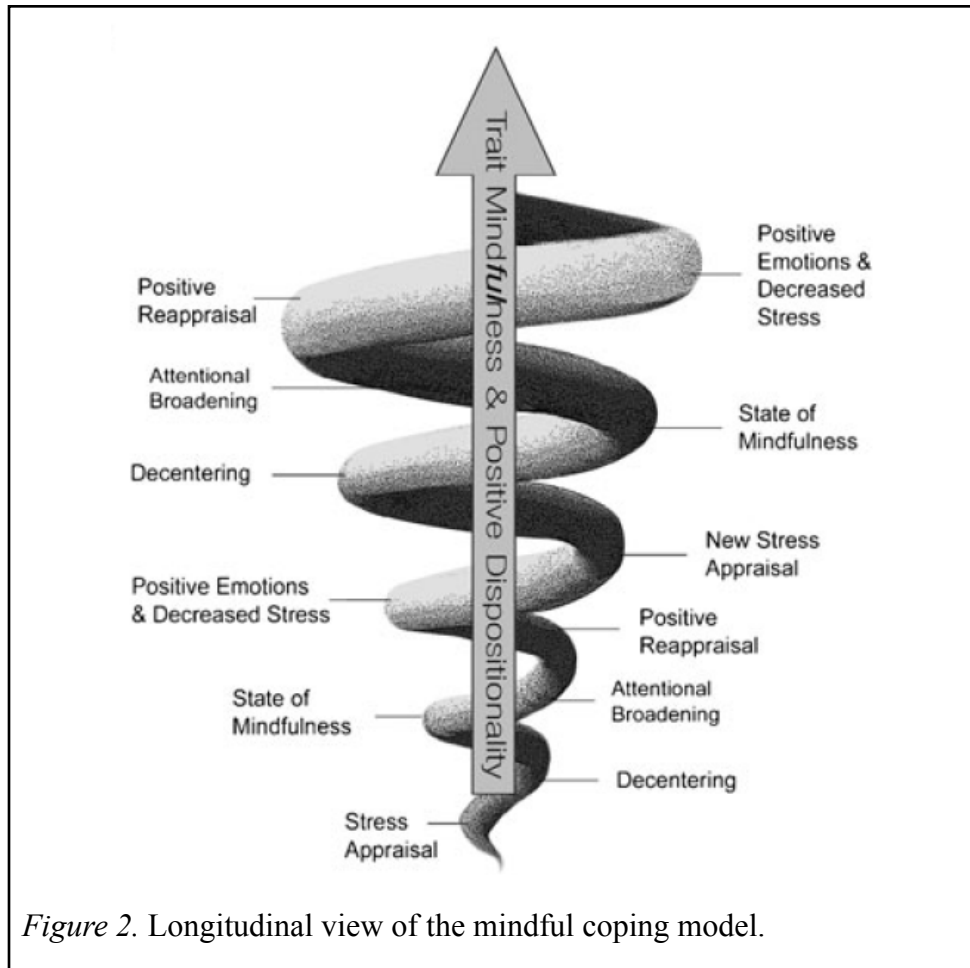 Trait Mindfulness & Positive Dispositionality
Positive
Emotions &
Decreased
Stress
Positive
Reappraisal
Attentional
Broadening
State of
Mindfulness
Decentering
New Stress
Appraisal
Positive Emotions
& Decreased Stress
Positive
Reappraisal
Attentional
Broadening
State of
Mindfulness
Decentering
Stress
Appraisal
Figure 2. Longitudinal view of the mindful coping model.